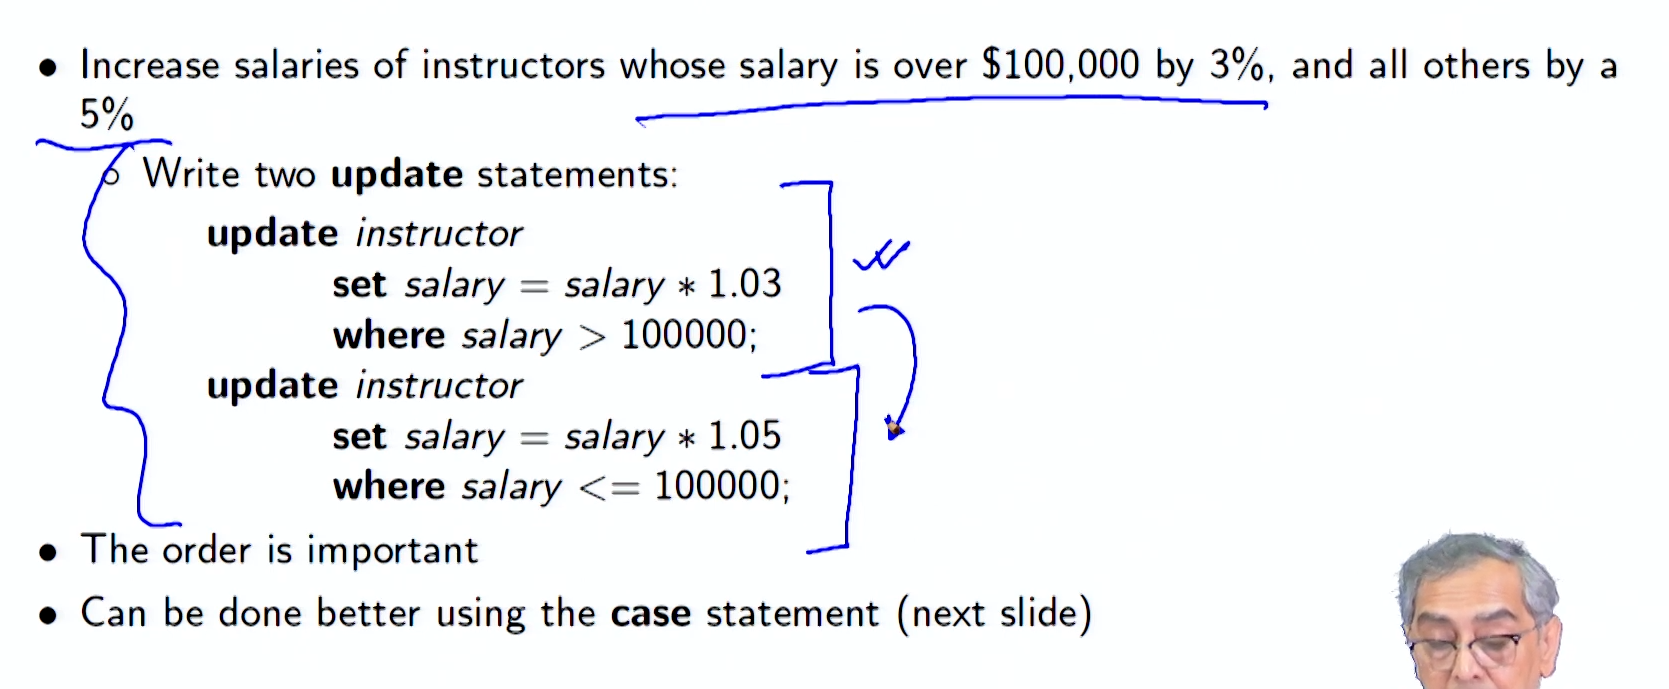 • Increase salaries of instructors whose salary is over $100,000 by 3%, and all others by a
5%
◦ Write two update statements:
update instructor
set salary = salary ∗ 1.03
where salary > 100000;
update instructor
set salary = salary ∗ 1.05
where salary <= 100000;
• The order is important
• Can be done better using the case statement (next slide)